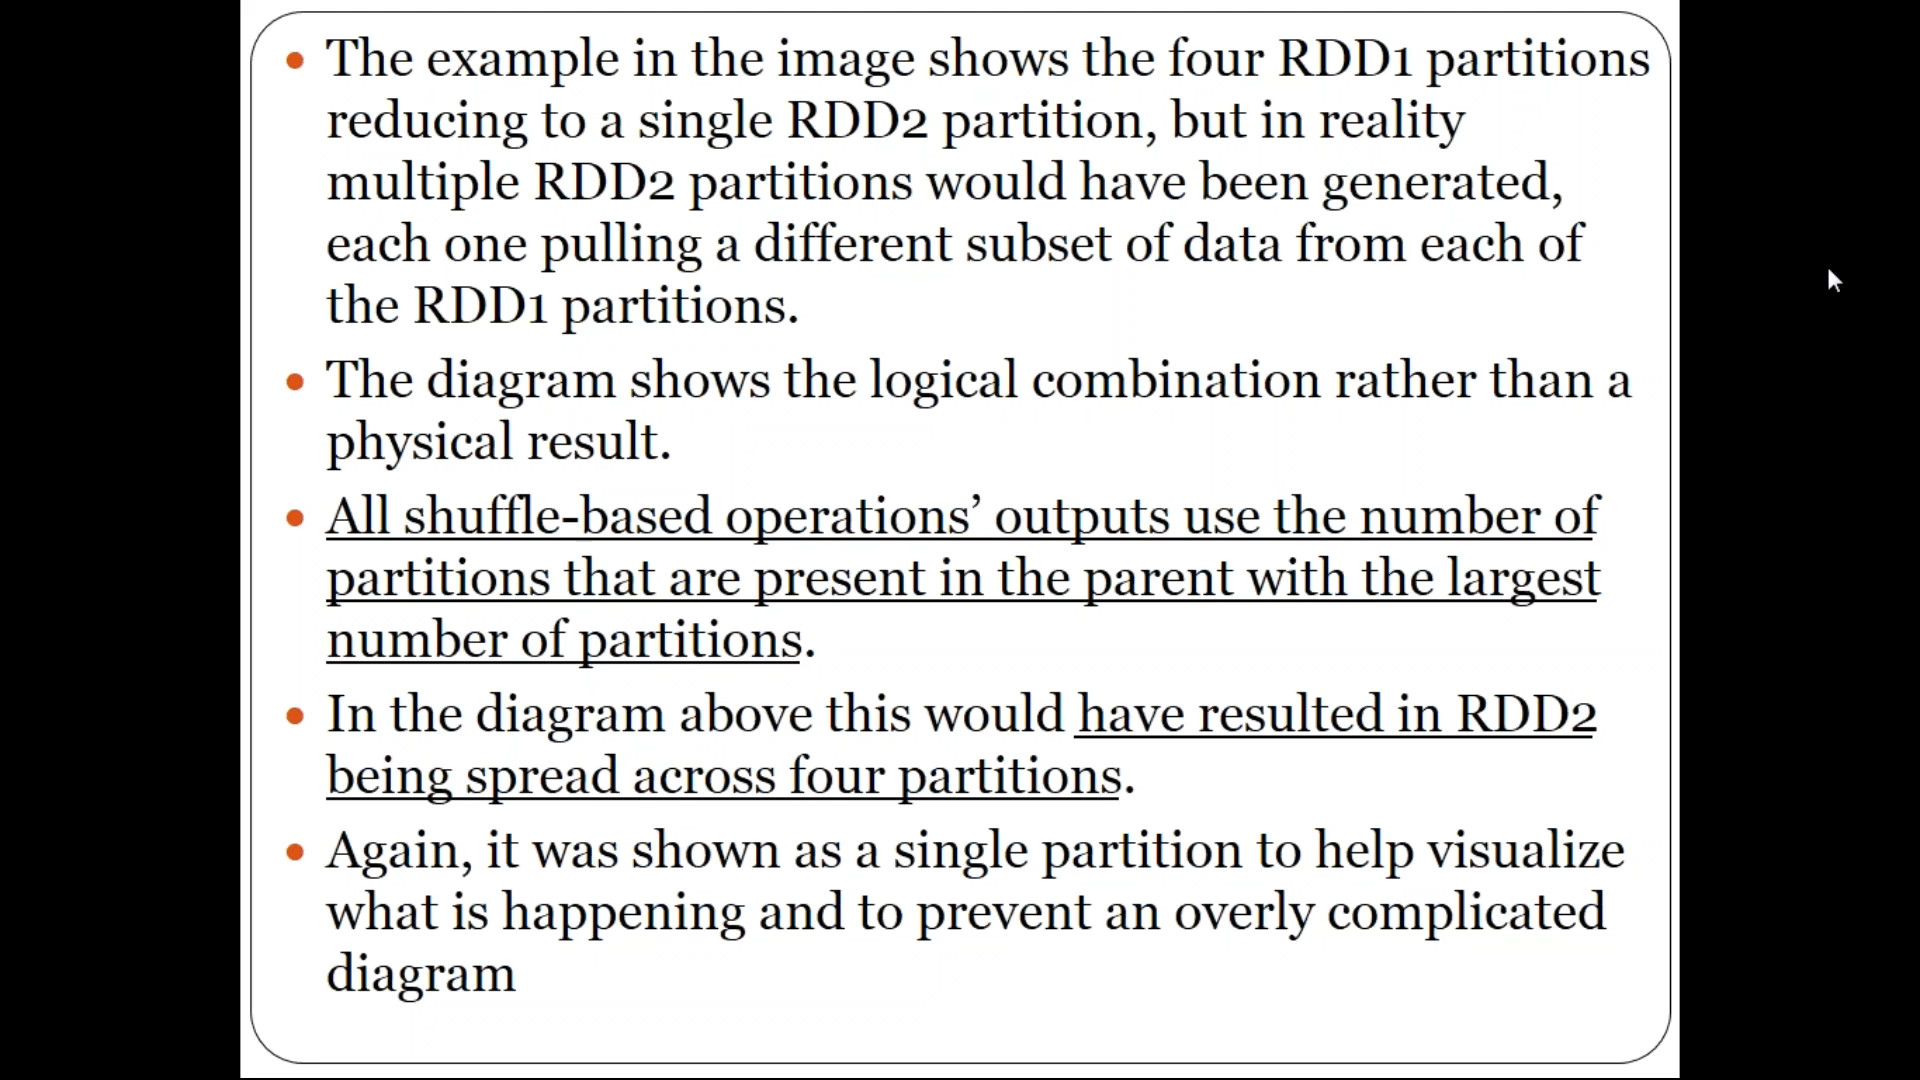 • The example in the image shows the four RDD1 partitions
reducing to a single RDD2 partition, but in reality
multiple RDD2 partitions would have been generated,
each one pulling a different subset of data from each of
the RDD1 partitions.
• The diagram shows the logical combination rather than a
physical result.
• All shuffle-based operations’ outputs use the number of
partitions that are present in the parent with the largest
number of partitions.
• In the diagram above this would have resulted in RDD2
being spread across four partitions.
• Again, it was shown as a single partition to help visualize
what is happening and to prevent an overly complicated
diagram